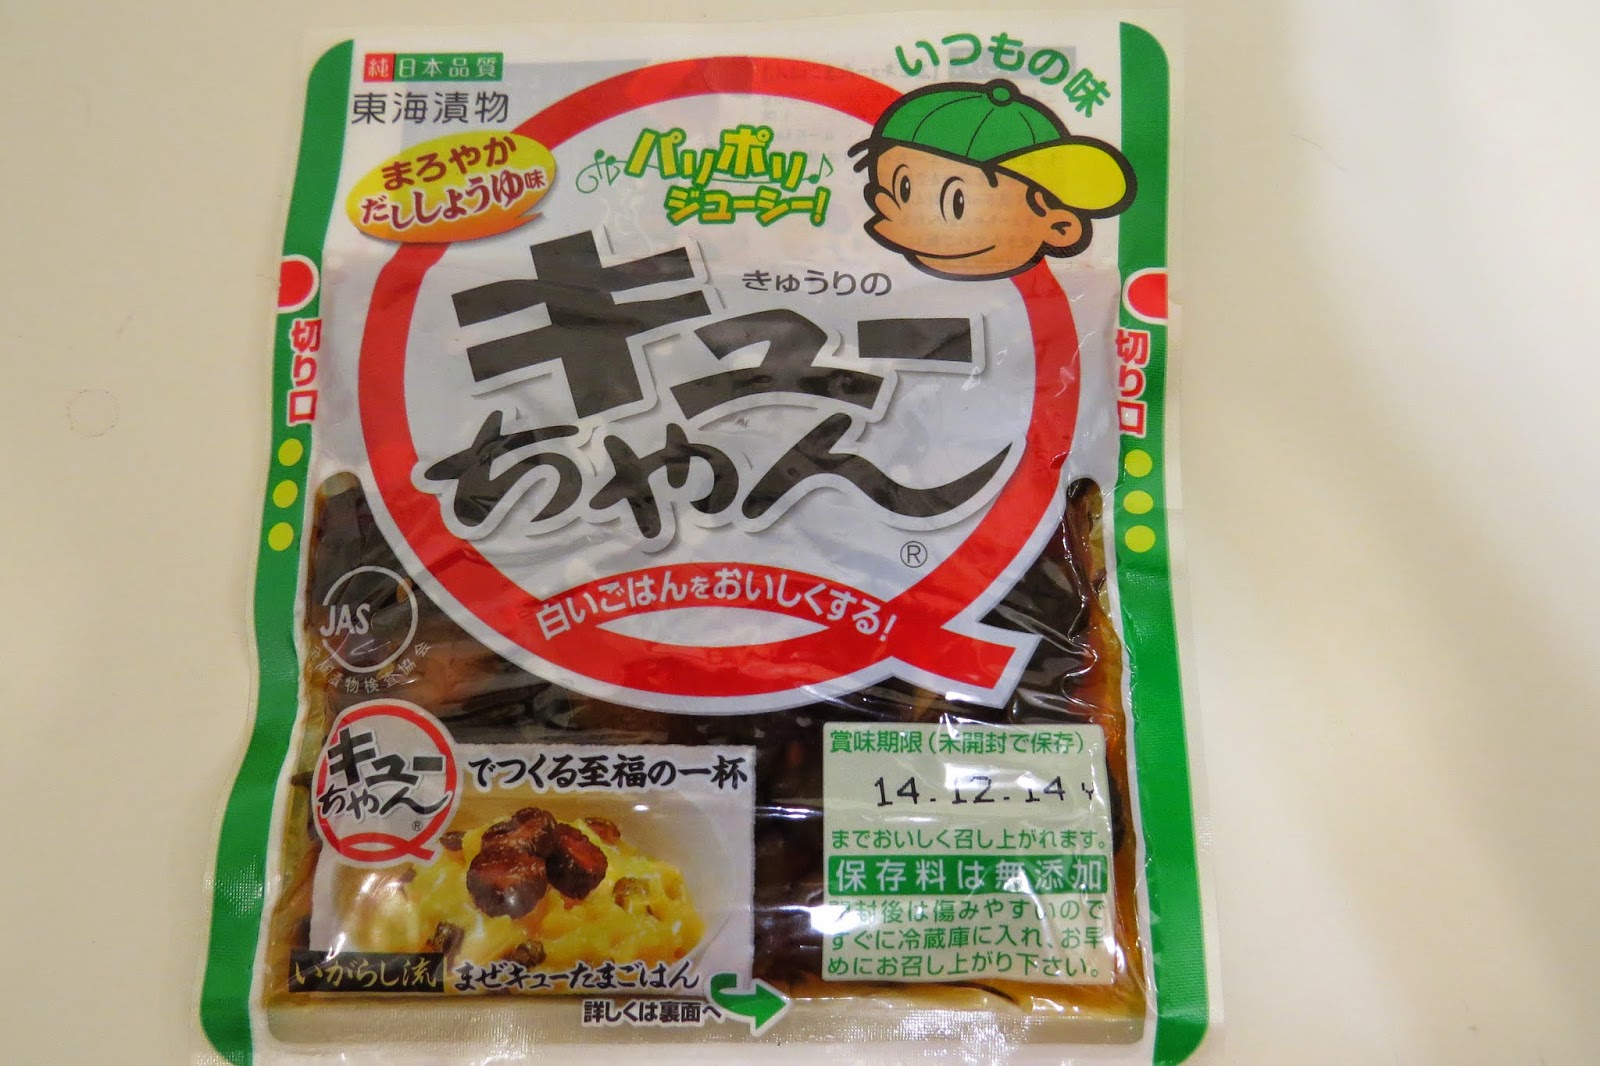 純日本品質
東海漬物
まろやか
だししょうゆ味
パリポリ♪
ジューシー!
いつもの味
きゅうりの
キュー
ちゃん
®
白いごはんをおいしくする!
切り口
切り口
JAS
漬物検査協会
キュー
ちゃん
®
でつくる至福の一杯
いがらし流
まぜキューたまごはん
詳しくは裏面へ
賞味期限(未開封で保存)
14.12.14
までおいしく召し上がれます。
保存料は無添加
開封後は傷みやすいので
すぐに冷蔵庫に入れ、お早
めにお召し上がり下さい。